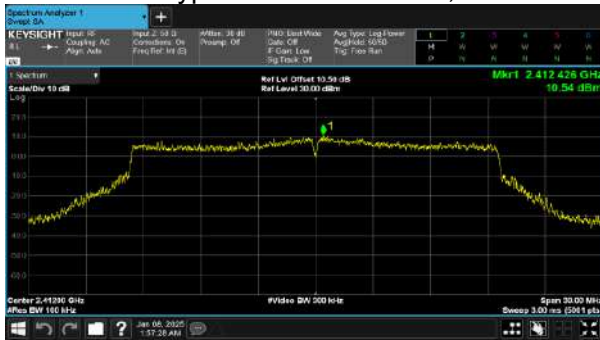 Spectrum Analyzer 1
Swept SA
KEYSIGHT
Input: RF
Coupling: AC
Align: Auto
Input Z: 50 Ω
Corrections: On
Freq Ref: Int (E)
#Atten: 30 dB
Preamp: Off
PNO: Best Wide
Gate: Off
IF Gain: Low
Sig Track: Off
Avg Type: Log-Power
Avg|Hold: 50/50
Trig: Free Run
1 2
M W W W W W
P N N N N N
1 Spectrum
Scale/Div 10 dB
Log
Ref Lvl Offset 10.50 dB
Ref Level 30.00 dBm
Mkr1 2.412 426 GHz
10.54 dBm
1
Center 2.41200 GHz
#Res BW 100 kHz
#Video BW 300 kHz
Span 30.00 MHz
Sweep 3.00 ms (5001 pts)
Jan 08, 2025
1:57:28 AM